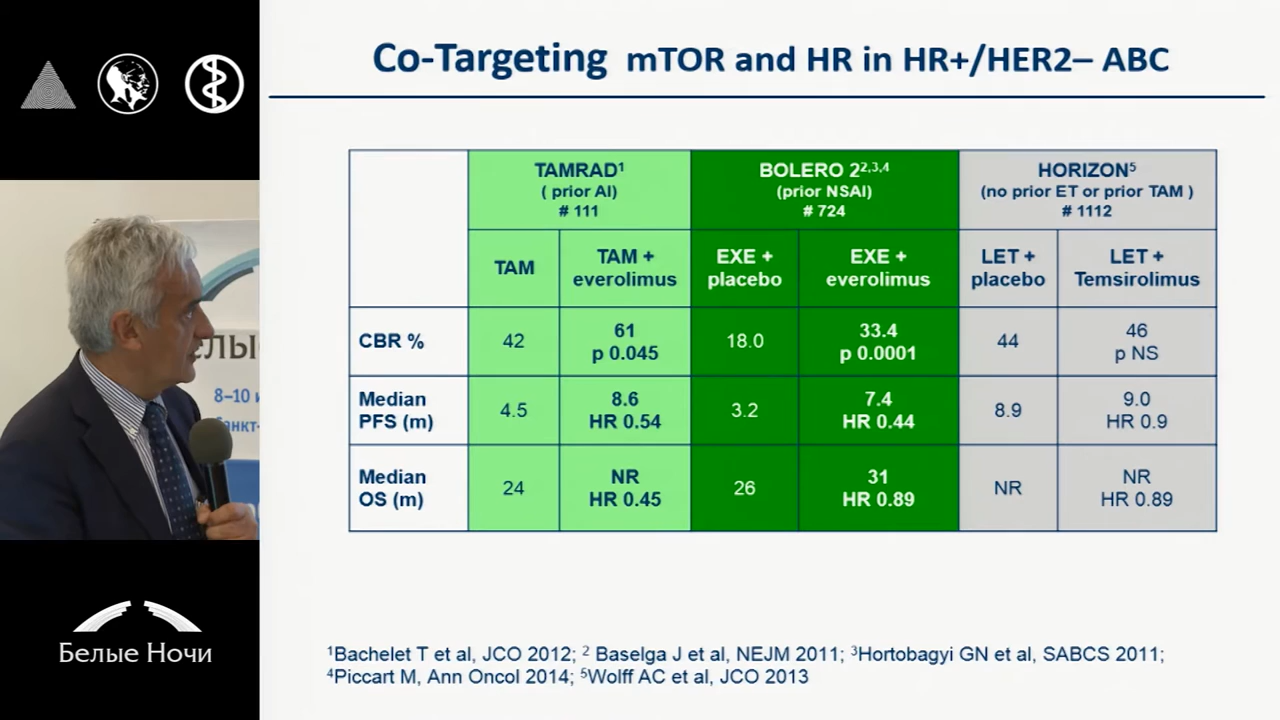 Co-Targeting mTOR and HR in HR+/HER2– ABC
TAMRAD¹
( prior AI)
# 111
BOLERO 2²,³,⁴
(prior NSAI)
# 724
HORIZON⁵
(no prior ET or prior TAM )
# 1112
TAM
TAM +
everolimus
EXE +
placebo
EXE +
everolimus
LET +
placebo
LET +
Temsirolimus
CBR %
42
61
p 0.045
18.0
33.4
p 0.0001
44
46
p NS
Median
PFS (m)
4.5
8.6
HR 0.54
3.2
7.4
HR 0.44
8.9
9.0
HR 0.9
Median
OS (m)
24
NR
HR 0.45
26
31
HR 0.89
NR
NR
HR 0.89
¹Bachelet T et al, JCO 2012; ² Baselga J et al, NEJM 2011; ³Hortobagyi GN et al, SABCS 2011;
⁴Piccart M, Ann Oncol 2014; ⁵Wolff AC et al, JCO 2013
8–10 и
Белые Ночи